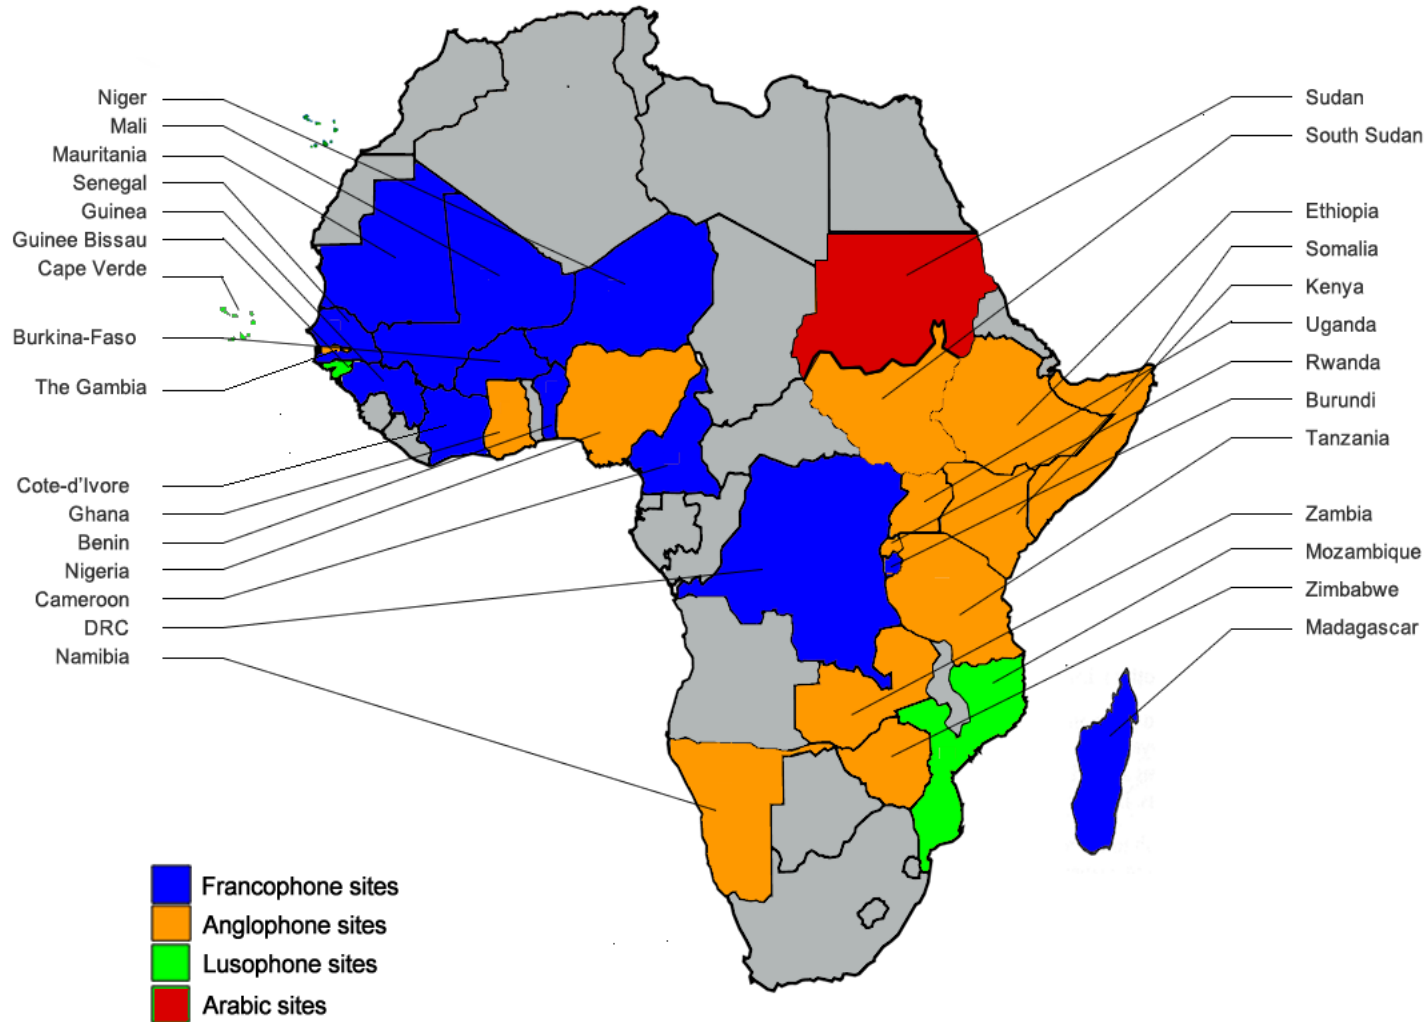 Niger
Mali
Mauritania
Senegal
Guinea
Guinee Bissau
Cape Verde
Burkina-Faso
The Gambia
Cote-d'Ivore
Ghana
Benin
Nigeria
Cameroon
DRC
Namibia
Sudan
South Sudan
Ethiopia
Somalia
Kenya
Uganda
Rwanda
Burundi
Tanzania
Zambia
Mozambique
Zimbabwe
Madagascar
Francophone sites
Anglophone sites
Lusophone sites
Arabic sites